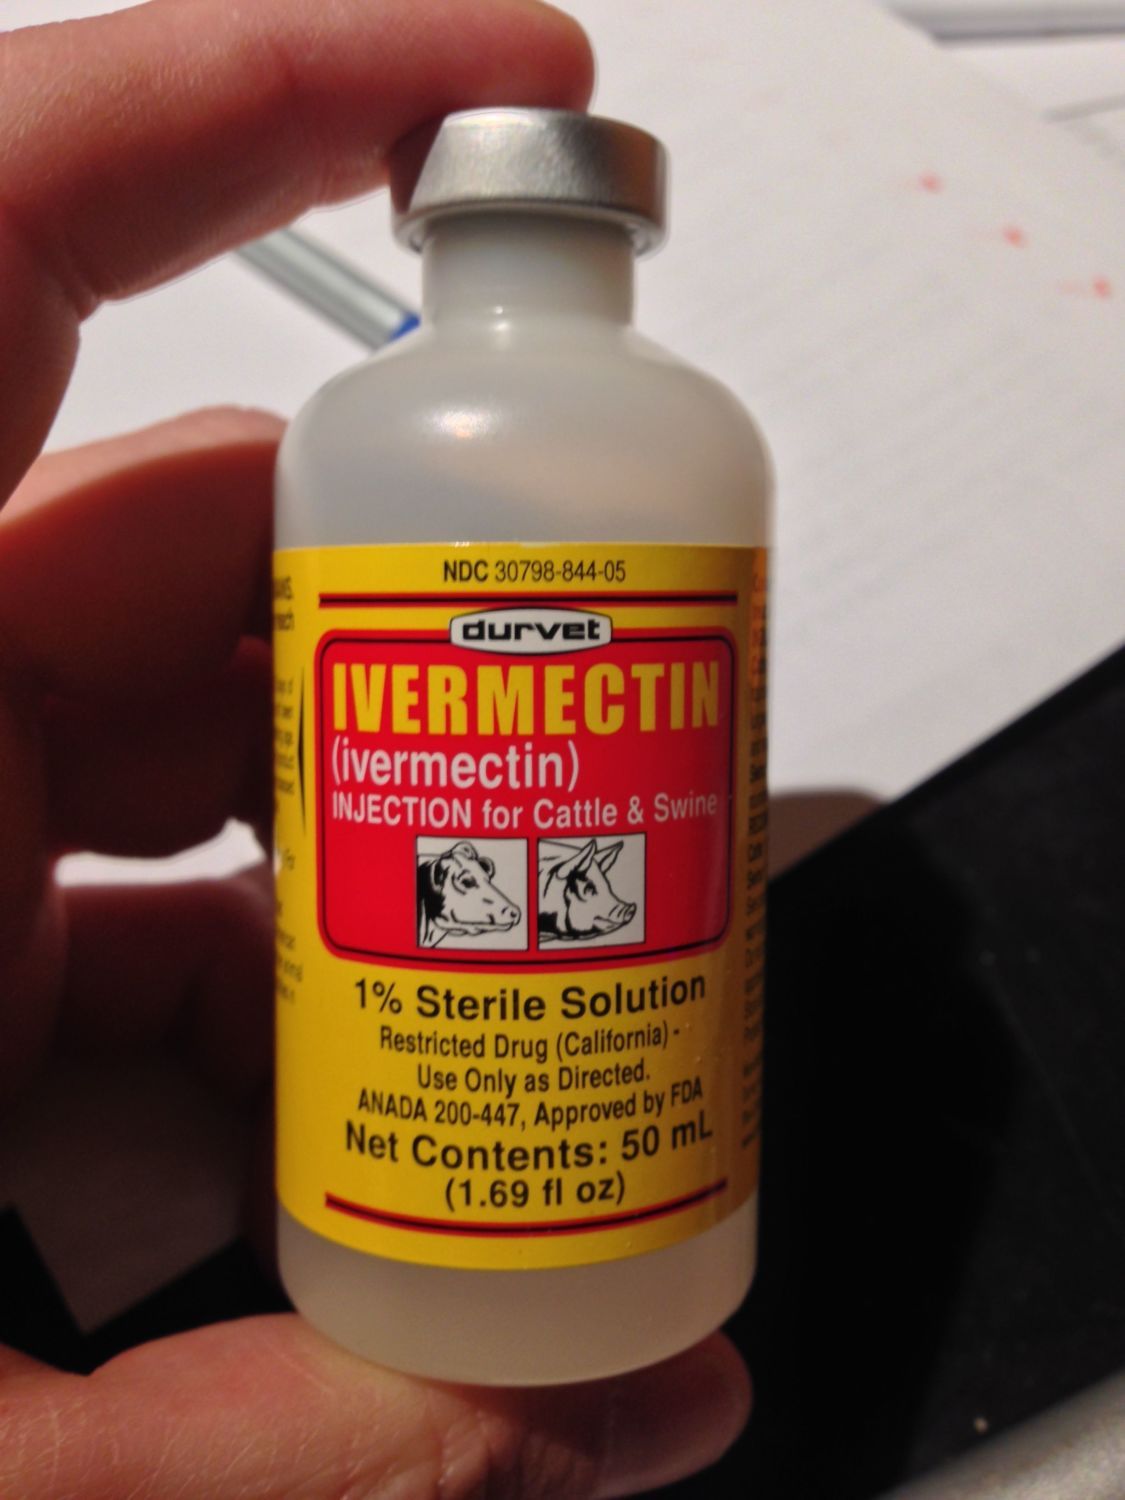 NDC 30798-844-05
durvet
IVERMECTIN
(ivermectin)
INJECTION for Cattle & Swine
1% Sterile Solution
Restricted Drug (California) -
Use Only as Directed.
ANADA 200-447, Approved by FDA
Net Contents: 50 mL
(1.69 fl oz)